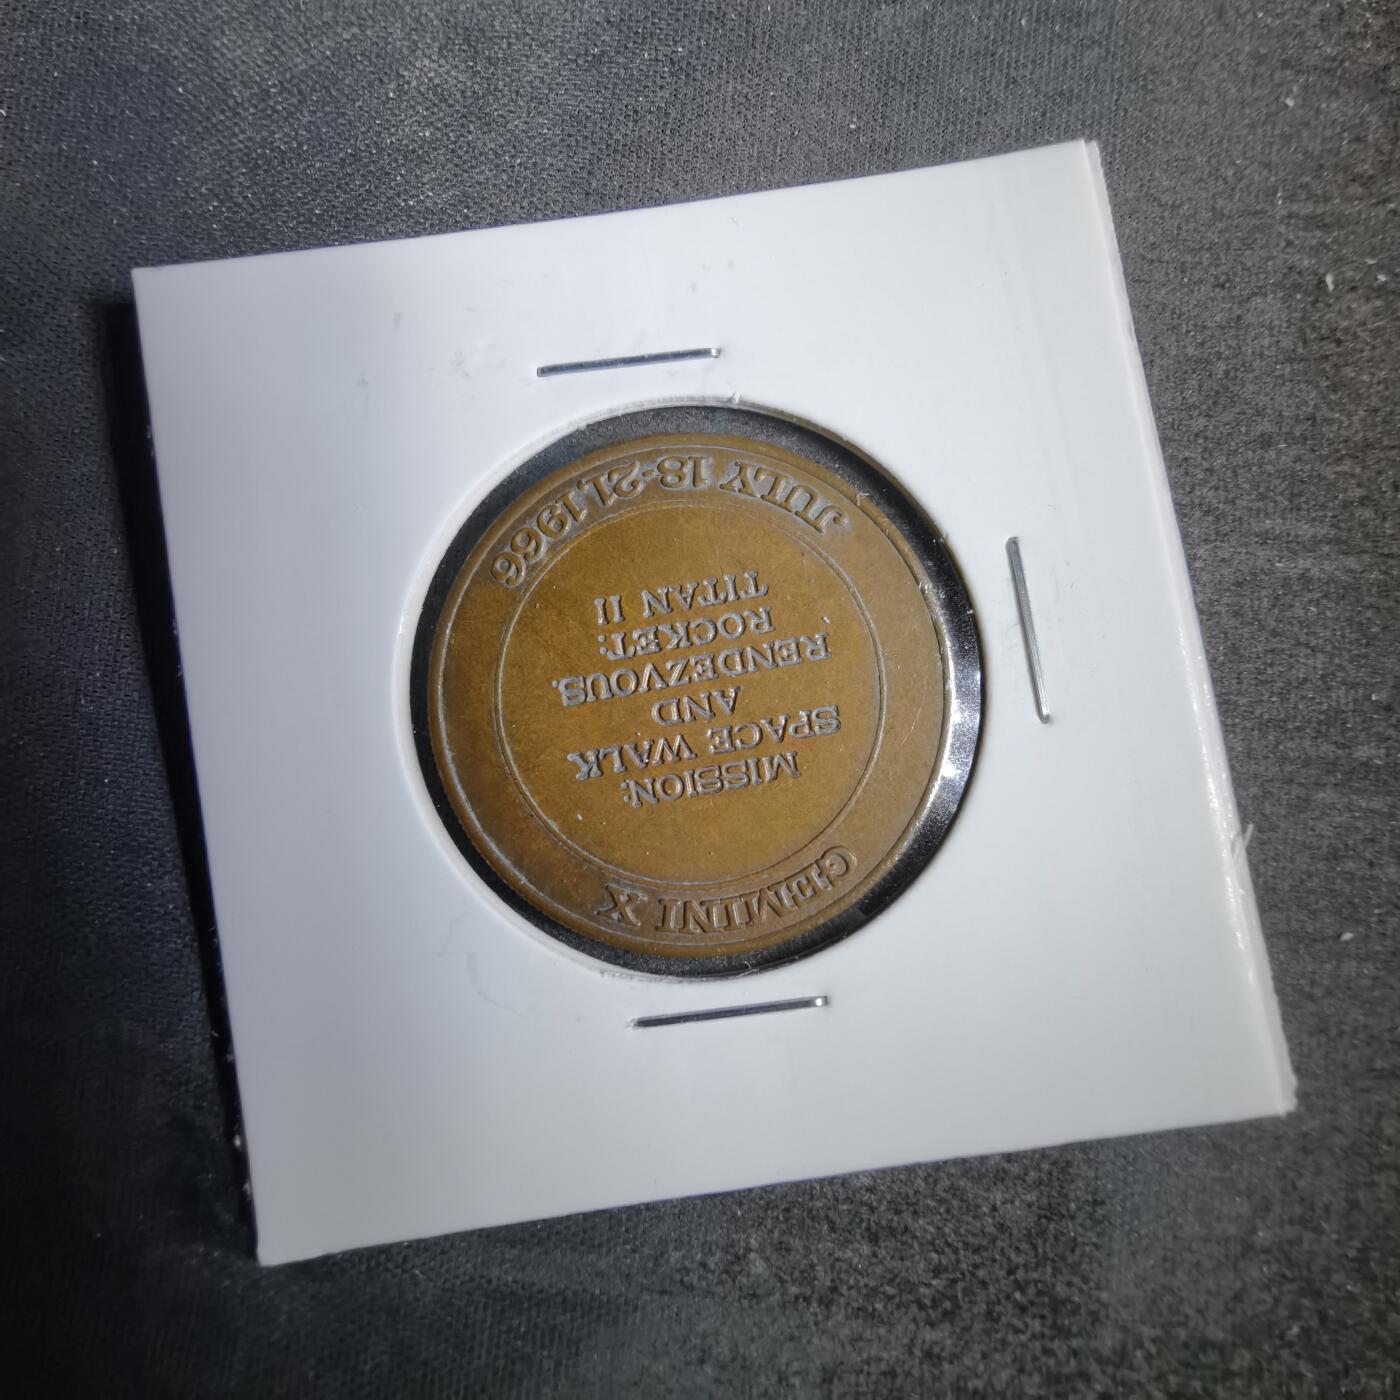 GEMINI X
MISSION:
SPACE WALK
AND
RENDEZVOUS.
ROCKET:
TITAN II
JULY 18-21, 1966